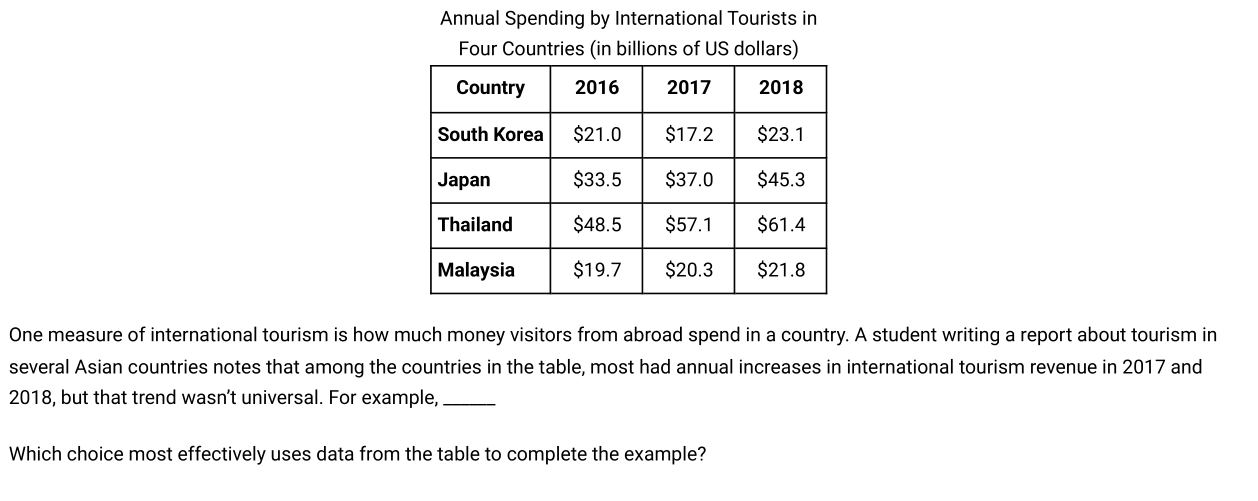 Annual Spending by International Tourists in
Four Countries (in billions of US dollars)
Country 2016 2017 2018
South Korea $21.0 $17.2 $23.1
Japan $33.5 $37.0 $45.3
Thailand $48.5 $57.1 $61.4
Malaysia $19.7 $20.3 $21.8
One measure of international tourism is how much money visitors from abroad spend in a country. A student writing a report about tourism in
several Asian countries notes that among the countries in the table, most had annual increases in international tourism revenue in 2017 and
2018, but that trend wasn’t universal. For example, ______
Which choice most effectively uses data from the table to complete the example?